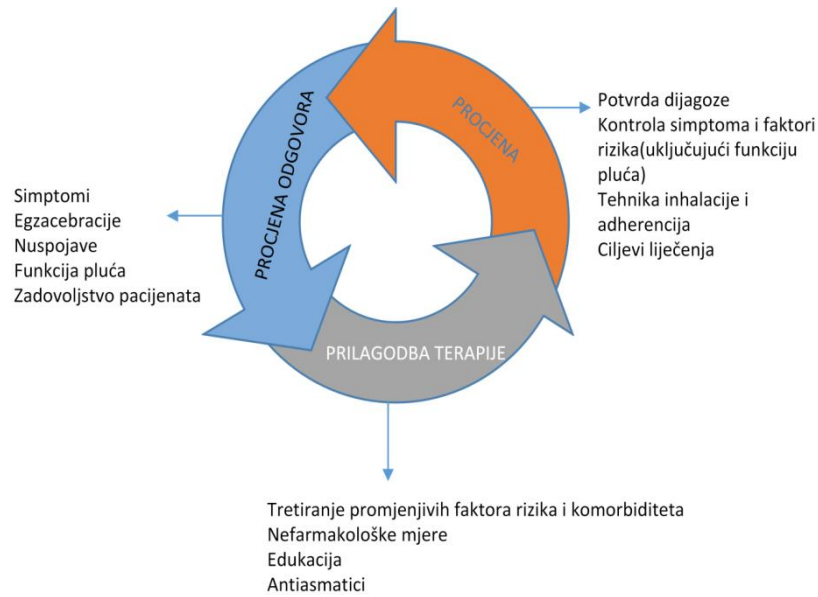 PROCJENA
Potvrda dijagoze
Kontrola simptoma i faktori
rizika(uključujući funkciju
pluća)
Tehnika inhalacije i
adherencija
Ciljevi liječenja
PROCJENA ODGOVORA
Simptomi
Egzacebracije
Nuspojave
Funkcija pluća
Zadovoljstvo pacijenata
PRILAGODBA TERAPIJE
Tretiranje promjenjivih faktora rizika i komorbiditeta
Nefarmakološke mjere
Edukacija
Antiasmatici